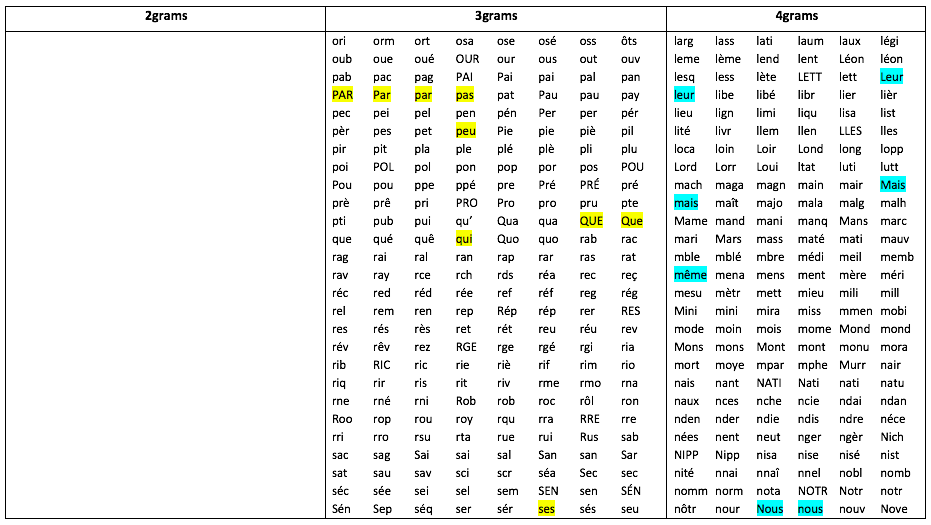 2grams 3grams 4grams
ori orm ort osa ose osé oss ôts larg lass lati laum laux légi
oub oue oué OUR our ous out ouv leme lème lend lent Léon léon
pab pac pag PAI Pai pai pal pan lesq less lète LETT lett Leur
PAR Par par pas pat Pau pau pay leur libe libé libr lier lièr
pec pei pel pen pén Per per pér lieu lign limi liqu lisa list
pèr pes pet peu Pie pie piè pil lité livr llem llen LLES lles
pir pit pla ple plé plè pli plu loca loin Loir Lond long lopp
poi POL pol pon pop por pos POU Lord Lorr Loui ltat luti lutt
Pou pou ppe ppé pre Pré PRÉ pré mach maga magn main mair Mais
prè prê pri PRO Pro pro pru pte mais maît majo mala malg malh
pti pub pui qu’ Qua qua QUE Que Mame mand mani manq Mans marc
que qué quê qui Quo quo rab rac mari Mars mass maté mati mauv
rag rai ral ran rap rar ras rat mble mblé mbre médi meil memb
rav ray rce rch rds réa rec reç même mena mens ment mère méri
réc red réd rée ref réf reg rég mesu mètr mett mieu mili mill
rel rem ren rep Rép rép rer RES Mini mini mira miss mmen mobi
res rés rès ret rét reu réu rev mode moin mois mome Mond mond
rév rêv rez RGE rge rgé rgi ria Mons mons Mont mont monu mora
rib RIC ric rie riè rif rim rio mort moye mpar mphe Murr nair
riq rir ris rit riv rme rmo rna nais nant NATI Nati nati natu
rne rné rni Rob rob roc rôl ron naux nces nche ncie ndai ndan
Roo rop rou roy rqu rra RRE rre nden nder ndie ndis ndre néce
rri rro rsu rta rue rui Rus sab nées nent neut nger ngèr Nich
sac sag Sai sai sal San san Sar NIPP Nipp nisa nise nisé nist
sat sau sav sci scr séa Sec sec nité nnai nnaî nnel nobl nomb
séc sée sei sel sem SEN sen SÉN nomm norm nota NOTR Notr notr
Sén Sep séq ser sér ses sés seu nôtr nour Nous nous nouv Nove